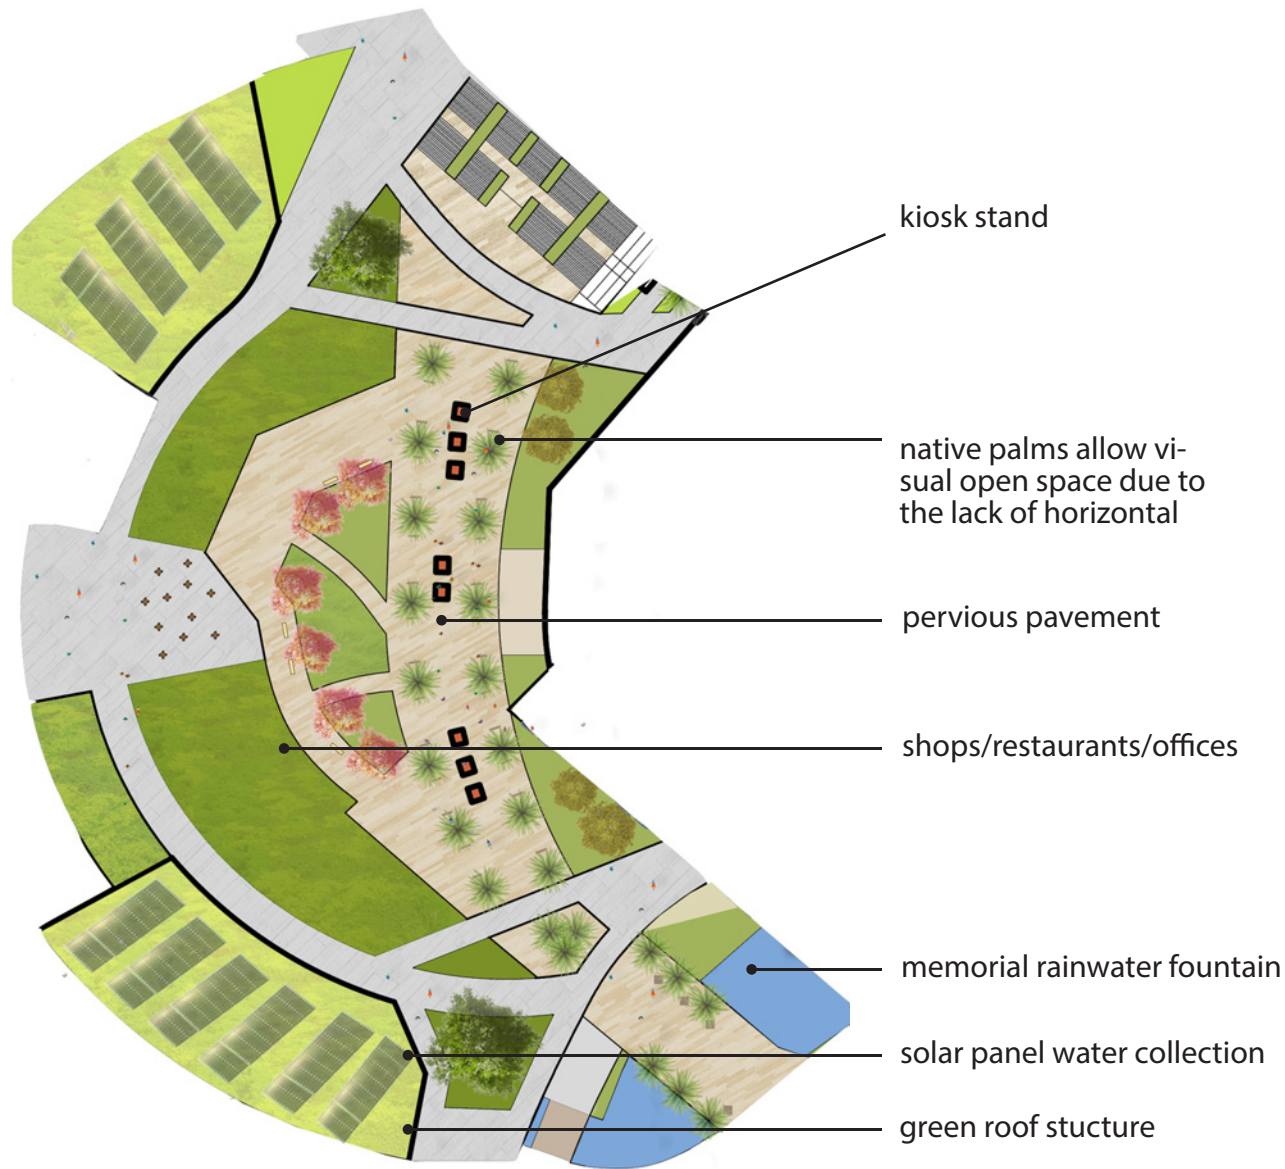 kiosk stand
native palms allow vi-
sual open space due to
the lack of horizontal
pervious pavement
shops/restaurants/offices
memorial rainwater fountain
solar panel water collection
green roof stucture